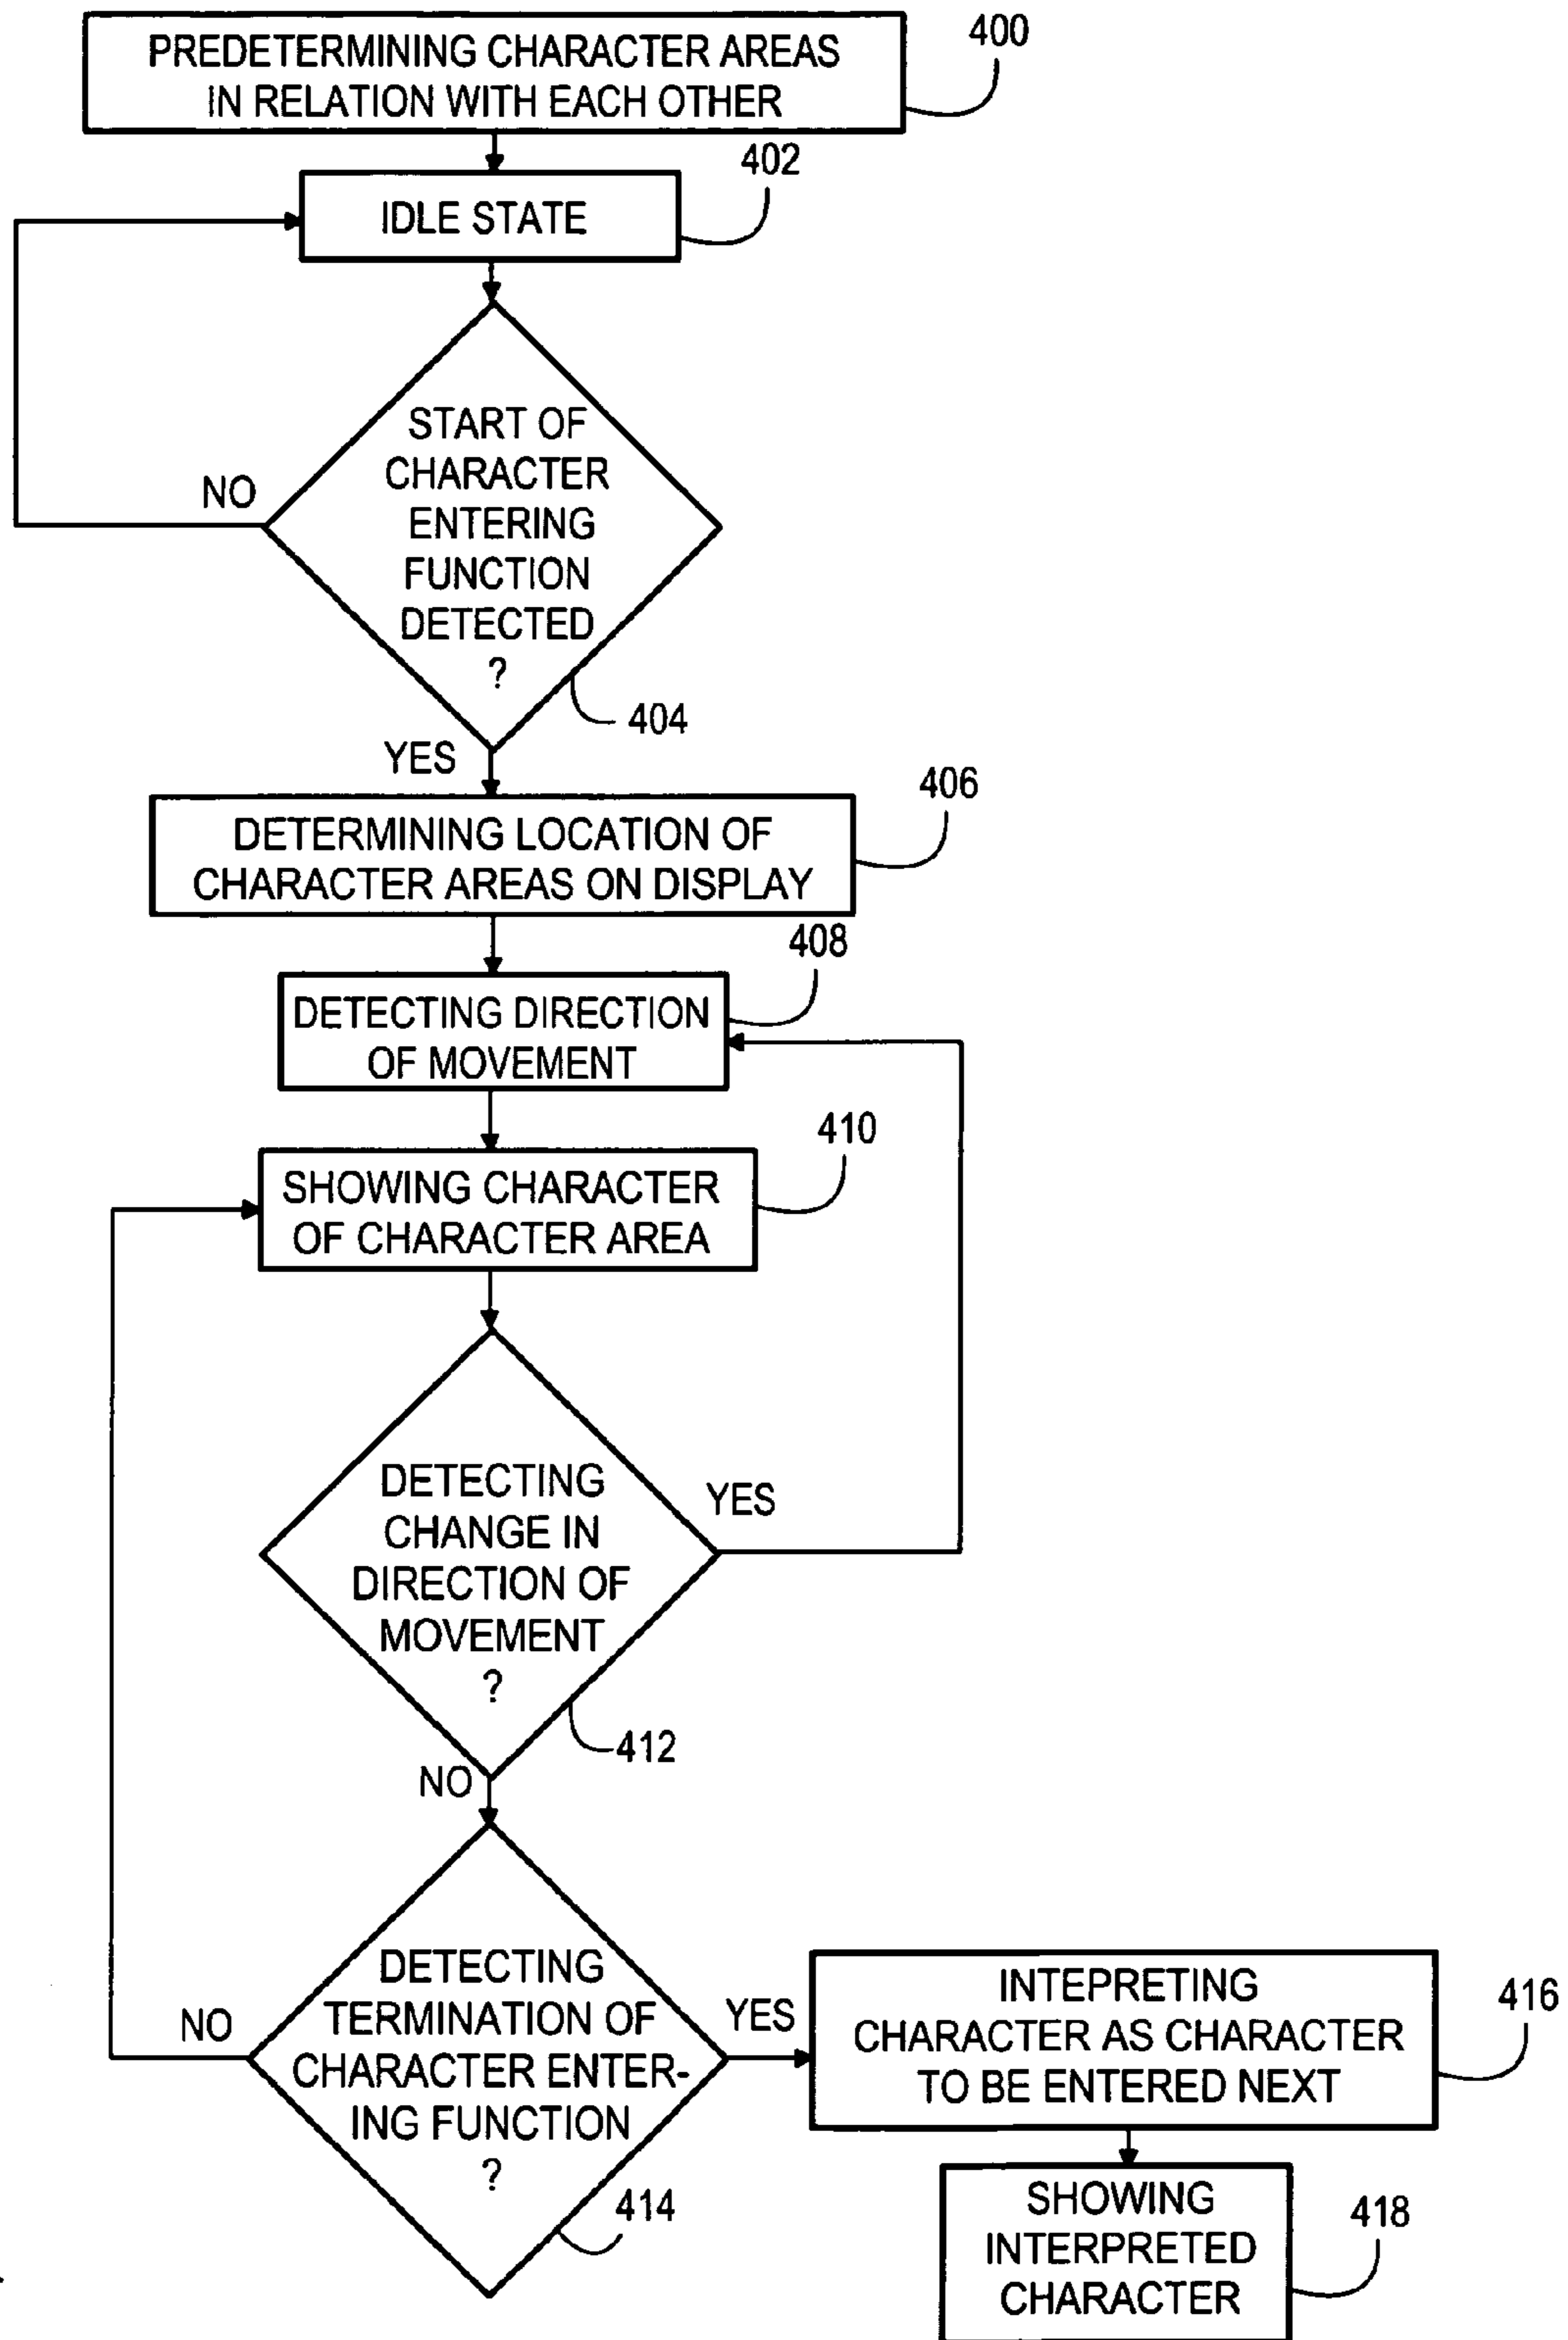 PREDETERMINING CHARACTER AREAS
IN RELATION WITH EACH OTHER
400
402
IDLE STATE
START OF
CHARACTER
ENTERING
FUNCTION
DETECTED
?
NO
404
YES
406
DETERMINING LOCATION OF
CHARACTER AREAS ON DISPLAY
408
DETECTING DIRECTION
OF MOVEMENT
410
SHOWING CHARACTER
OF CHARACTER AREA
DETECTING
CHANGE IN
DIRECTION OF
MOVEMENT
?
YES
412
NO
DETECTING
TERMINATION OF
CHARACTER ENTER-
ING FUNCTION
?
NO
YES
414
INTEPRETING
CHARACTER AS CHARACTER
TO BE ENTERED NEXT
416
SHOWING
INTERPRETED
CHARACTER
418